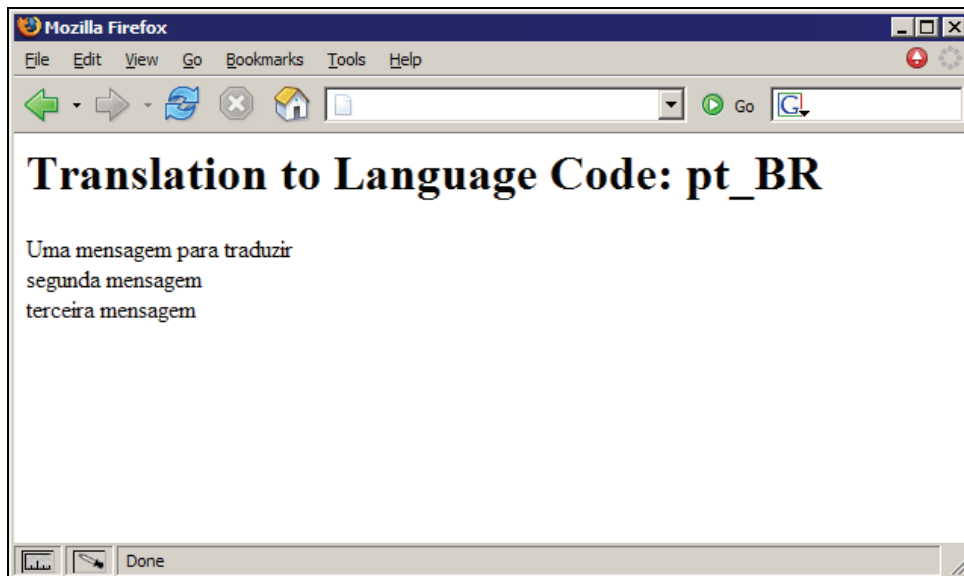 Mozilla Firefox
File Edit View Go Bookmarks Tools Help
Go G
Translation to Language Code: pt_BR
Uma mensagem para traduzir
segunda mensagem
terceira mensagem
Done